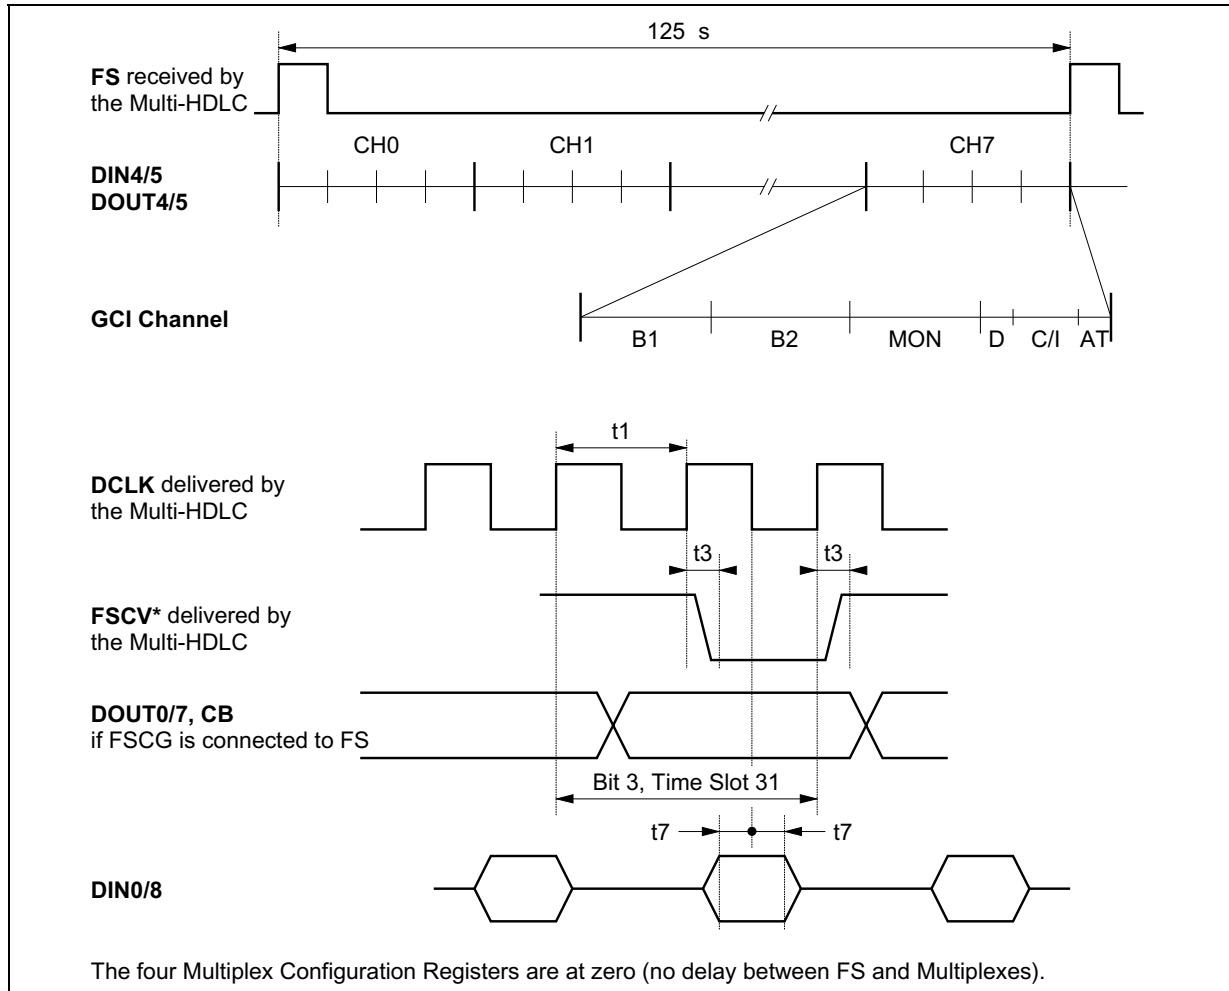 125 s
FS received by
the Multi-HDLC
CH0 CH1 CH7
DIN4/5
DOUT4/5
GCI Channel
B1 B2 MON D C/I AT
t1
DCLK delivered by
the Multi-HDLC
t3 t3
FSCV* delivered by
the Multi-HDLC
DOUT0/7, CB
if FSCG is connected to FS
Bit 3, Time Slot 31
t7 t7
DIN0/8
The four Multiplex Configuration Registers are at zero (no delay between FS and Multiplexes).